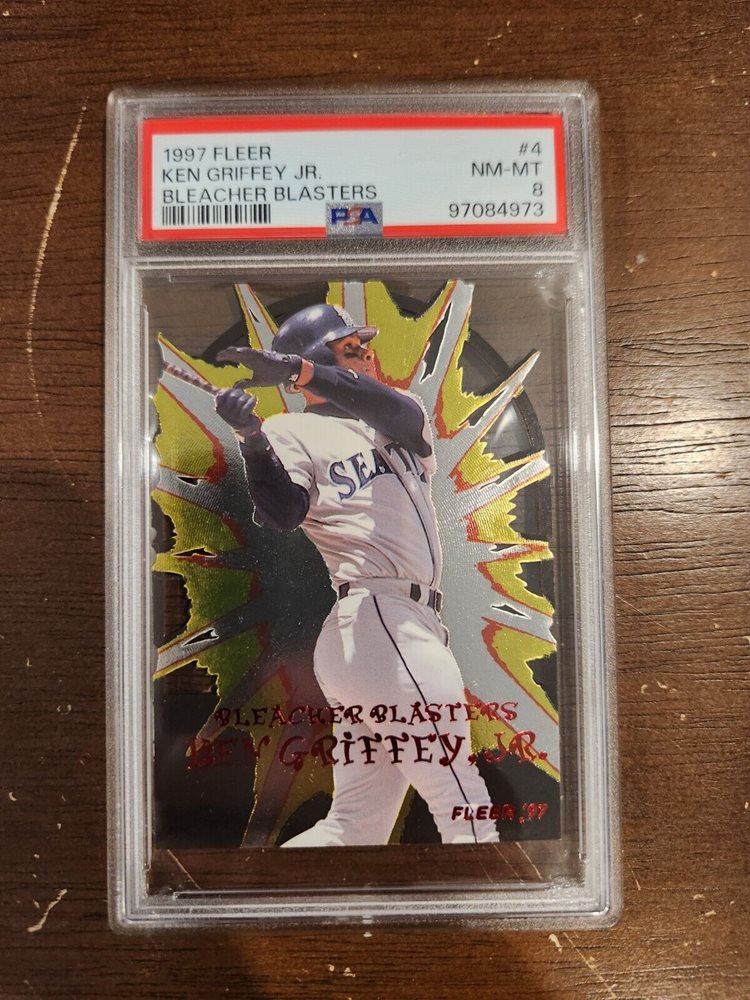 1997 FLEER #4
KEN GRIFFEY JR. NM-MT
BLEACHER BLASTERS 8
PSA 97084973
SEA
BLEACHER BLASTERS
KEN GRIFFEY, JR.
FLEER '97